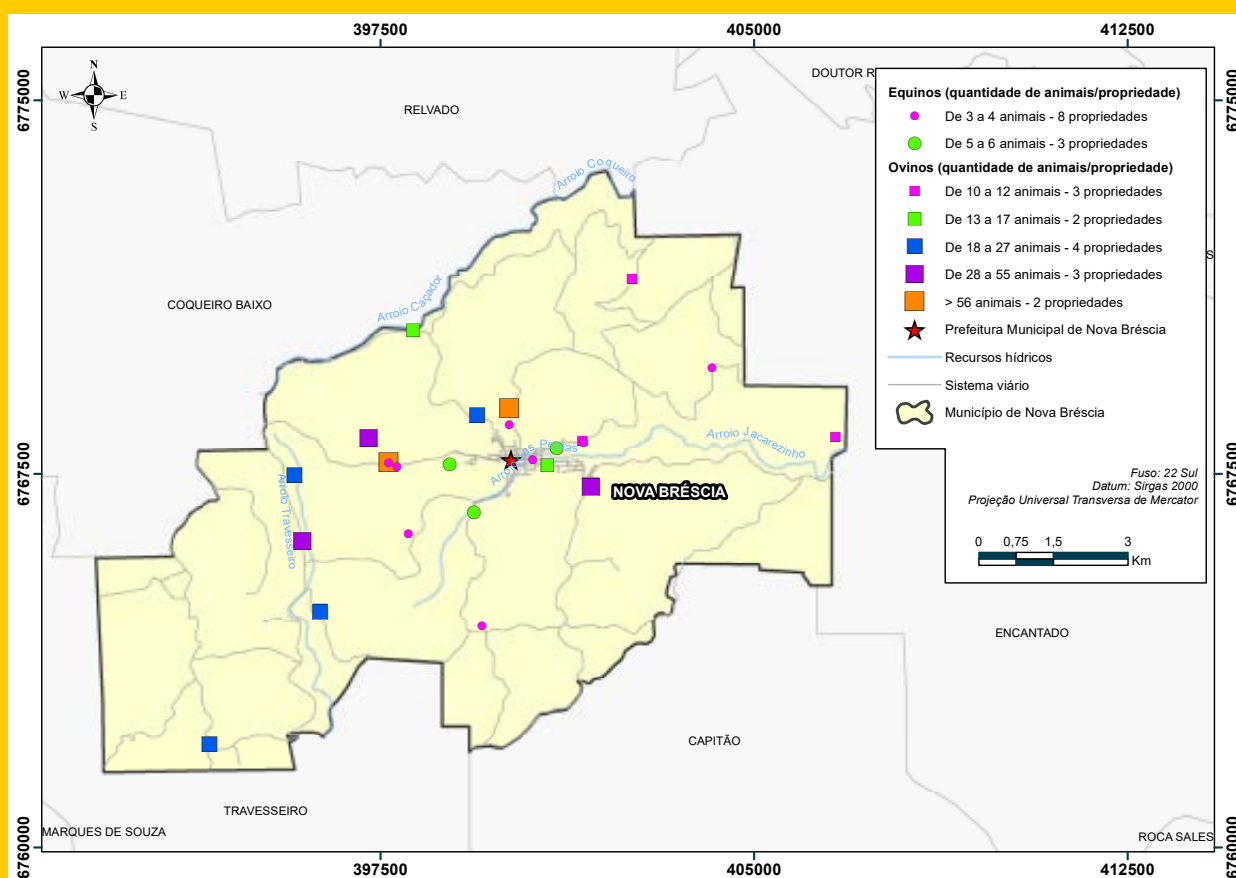 397500
405000
412500
6775000
6775000
N
W
E
S
DOUTOR R
RELVADO
Equinos (quantidade de animais/propriedade)
De 3 a 4 animais - 8 propriedades
De 5 a 6 animais - 3 propriedades
Ovinos (quantidade de animais/propriedade)
De 10 a 12 animais - 3 propriedades
De 13 a 17 animais - 2 propriedades
De 18 a 27 animais - 4 propriedades
De 28 a 55 animais - 3 propriedades
> 56 animais - 2 propriedades
Prefeitura Municipal de Nova Bréscia
Recursos hídricos
Sistema viário
Município de Nova Bréscia
Arroio Coqueiro
S
COQUEIRO BAIXO
Arroio Caçador
Arroio Jacarezinho
6767500
6767500
Arroio Travesseiro
NOVA BRÉSCIA
Fuso: 22 Sul
Datum: Sirgas 2000
Projeção Universal Transversa de Mercator
0 0,75 1,5 3
Km
ENCANTADO
CAPITÃO
TRAVESSEIRO
MARQUES DE SOUZA
ROCA SALES
6760000
6760000
397500
405000
412500